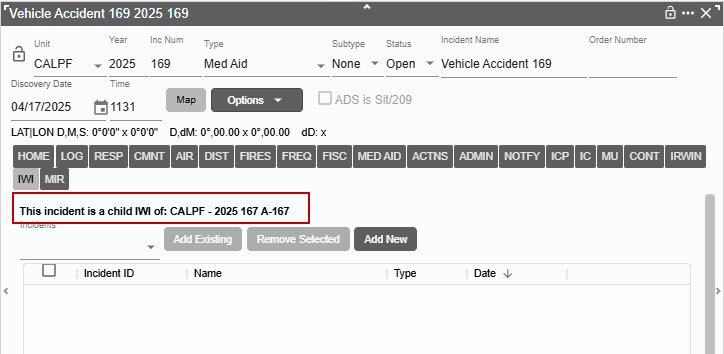 Vehicle Accident 169 2025 169
Unit Year Inc Num Type Subtype Status Incident Name Order Number
CALPF 2025 169 Med Aid None Open Vehicle Accident 169
Discovery Date Time
04/17/2025 1131 Map Options ADS is Sit/209
LAT|LON D,M,S: 0°0'0" x 0°0'0" D,dM: 0°,00.00 x 0°,00.00 dD: x
HOME LOG RESP CMNT AIR DIST FIRES FREQ FISC MED AID ACTNS ADMIN NOTFY ICP IC MU CONT IRWIN
IWI MIR
This incident is a child IWI of: CALPF - 2025 167 A-167
Incidents
Add Existing Remove Selected Add New
Incident ID Name Type Date